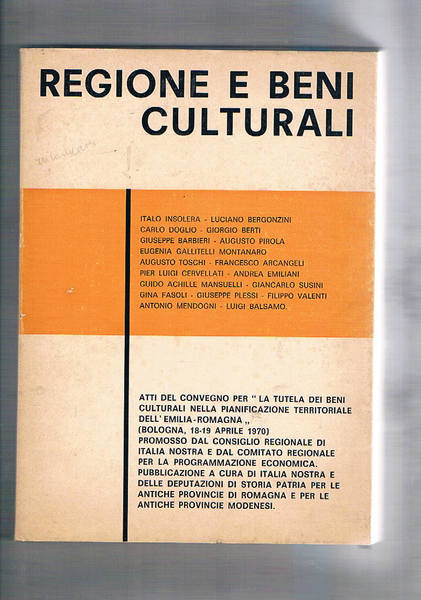 REGIONE E BENI
CULTURALI
ITALO INSOLERA - LUCIANO BERGONZINI
CARLO DOGLIO - GIORGIO BERTI
GIUSEPPE BARBIERI - AUGUSTO PIROLA
EUGENIA GALLITELLI MONTANARO
AUGUSTO TOSCHI - FRANCESCO ARCANGELI
PIER LUIGI CERVELLATI - ANDREA EMILIANI
GUIDO ACHILLE MANSUELLI - GIANCARLO SUSINI
GINA FASOLI - GIUSEPPE PLESSI - FILIPPO VALENTI
ANTONIO MENDOGNI - LUIGI BALSAMO.
ATTI DEL CONVEGNO PER " LA TUTELA DEI BENI
CULTURALI NELLA PIANIFICAZIONE TERRITORIALE
DELL'EMILIA-ROMAGNA „
(BOLOGNA, 18-19 APRILE 1970)
PROMOSSO DAL CONSIGLIO REGIONALE DI
ITALIA NOSTRA E DAL COMITATO REGIONALE
PER LA PROGRAMMAZIONE ECONOMICA.
PUBBLICAZIONE A CURA DI ITALIA NOSTRA E
DELLE DEPUTAZIONI DI STORIA PATRIA PER LE
ANTICHE PROVINCIE DI ROMAGNA E PER LE
ANTICHE PROVINCIE MODENESI.